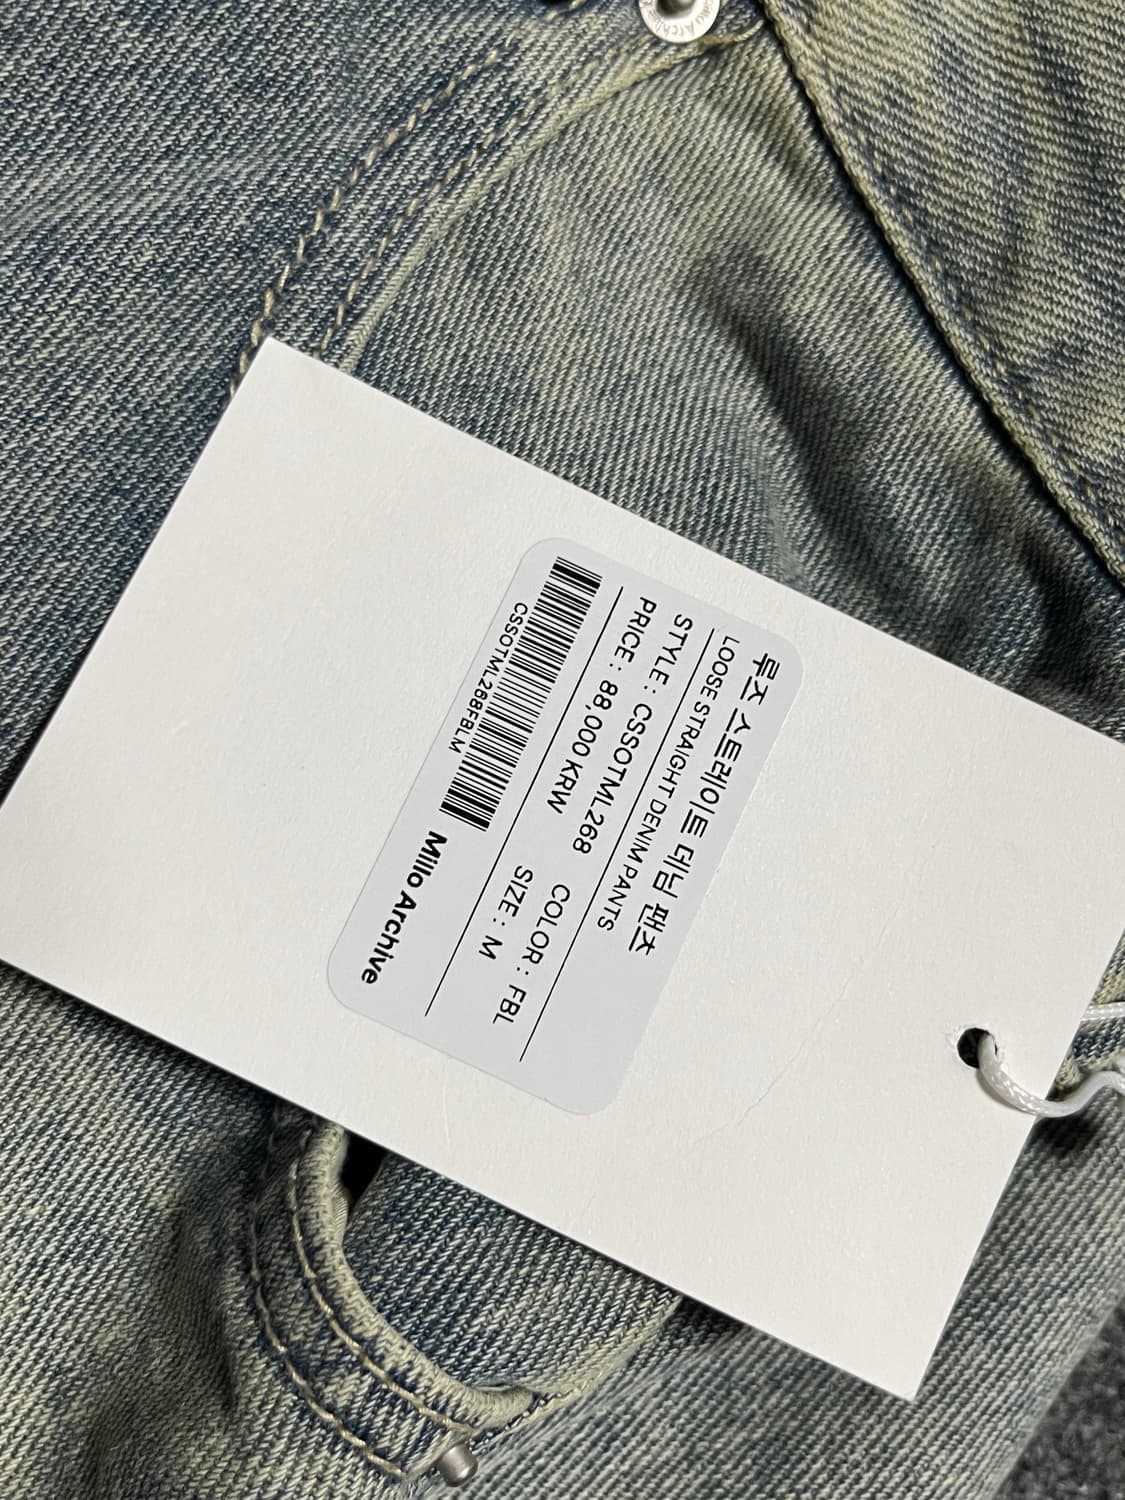 루즈 스트레이트 데님 팬츠
LOOSE STRAIGHT DENIM PANTS
STYLE : CSSOTML268 COLOR : FBL
PRICE : 88,000 KRW SIZE : M
CSSOTML268FBLM
Millo Archive